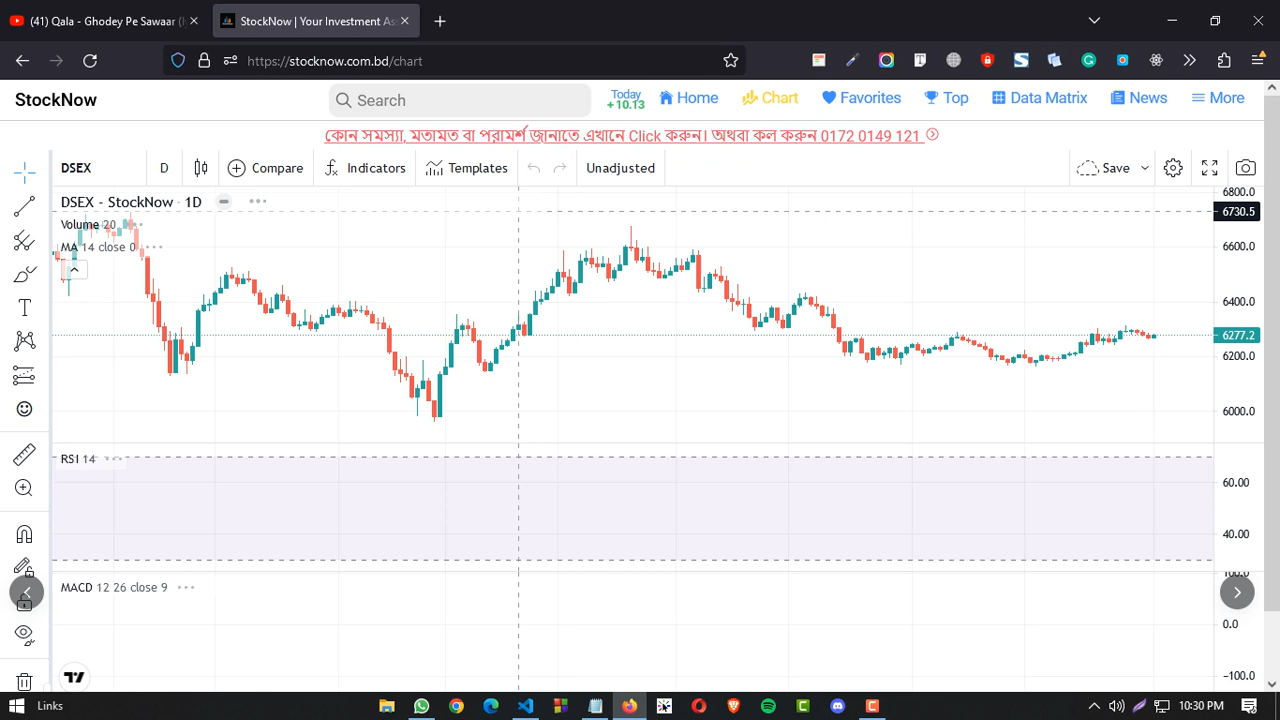 (41) Qala - Ghodey Pe Sawaar
StockNow | Your Investment As
https://stocknow.com.bd/chart
StockNow
Search
Today
+10.13
Home
Chart
Favorites
Top
Data Matrix
News
More
কোন সমস্যা, মতামত বা পরামর্শ জানাতে এখানে Click করুন। অথবা কল করুন 0172 0149 121
DSEX
D
Compare
Indicators
Templates
Unadjusted
Save
DSEX - StockNow · 1D
Volume 20
MA 14 close 0
6800.0
6730.5
6600.0
6400.0
6277.2
6200.0
6000.0
RSI 14
60.00
40.00
MACD 12 26 close 9
100.0
0.0
-100.0
Links
10:30 PM